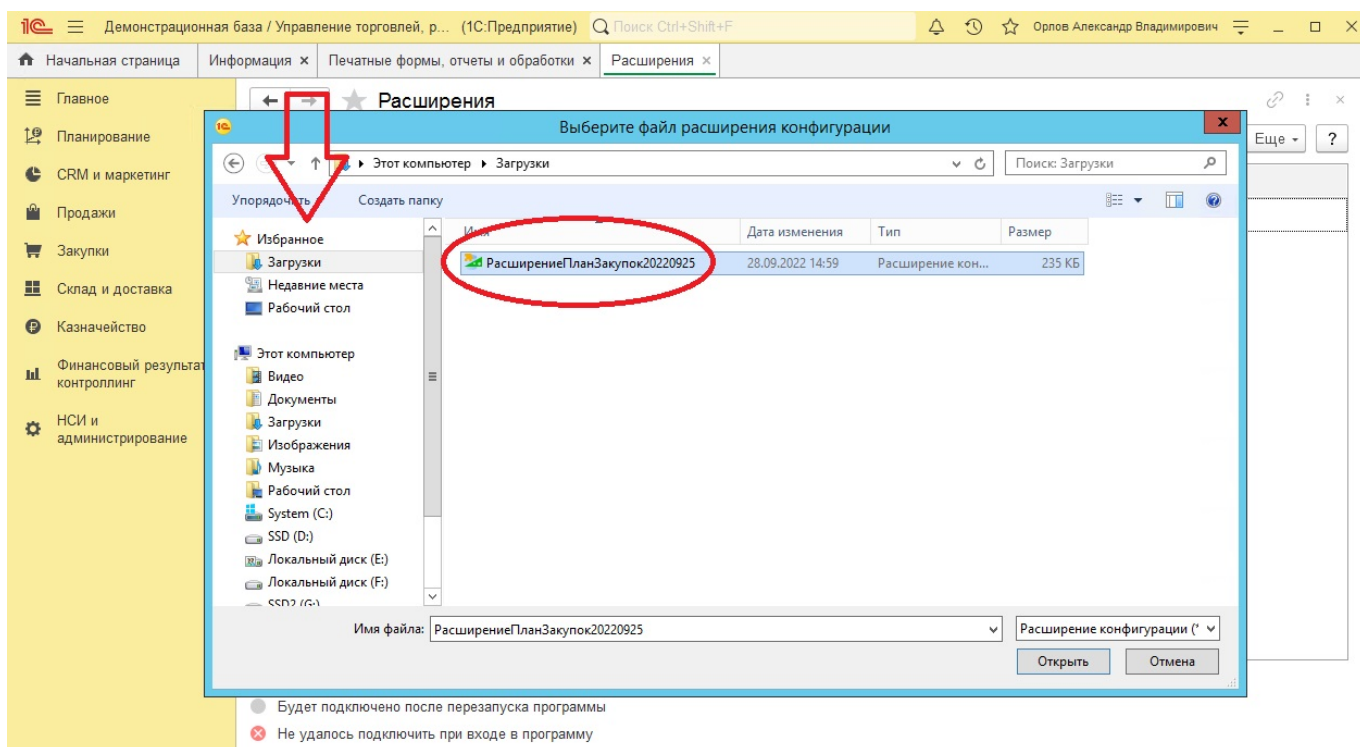 Демонстрационная база / Управление торговлей, р... (1С:Предприятие)
Поиск Ctrl+Shift+F
Орлов Александр Владимирович
Начальная страница
Информация ×
Печатные формы, отчеты и обработки ×
Расширения ×
Главное
Планирование
CRM и маркетинг
Продажи
Закупки
Склад и доставка
Казначейство
Финансовый результат
контроллинг
НСИ и
администрирование
Расширения
Еще
?
Выберите файл расширения конфигурации
Этот компьютер
Загрузки
Поиск: Загрузки
Упорядочить
Создать папку
Избранное
Загрузки
Недавние места
Рабочий стол
Этот компьютер
Видео
Документы
Загрузки
Изображения
Музыка
Рабочий стол
System (C:)
SSD (D:)
Локальный диск (E:)
Локальный диск (F:)
SSD2 (G:)
Имя
Дата изменения
Тип
Размер
РасширениеПланЗакупок20220925
28.09.2022 14:59
Расширение кон...
235 КБ
Имя файла:
РасширениеПланЗакупок20220925
Расширение конфигурации (*
Открыть
Отмена
Будет подключено после перезапуска программы
Не удалось подключить при входе в программу